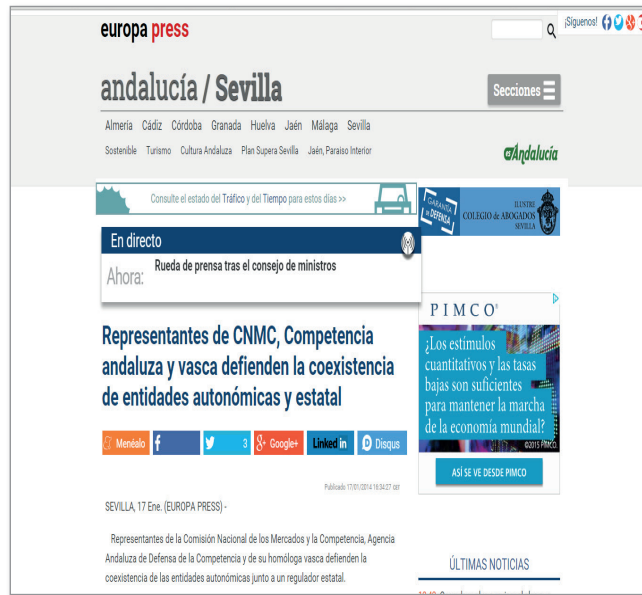 europa press
¡Síguenos!
andalucía / Sevilla
Secciones
Almería Cádiz Córdoba Granada Huelva Jaén Málaga Sevilla
Sostenible Turismo Cultura Andaluza Plan Supera Sevilla Jaén, Paraíso Interior
Andalucía
Consulte el estado del Tráfico y del Tiempo para estos días >>
GARANTÍA
DE DEFENSA
ILUSTRE
COLEGIO de ABOGADOS
SEVILLA
En directo
Ahora:
Rueda de prensa tras el consejo de ministros
Representantes de CNMC, Competencia
andaluza y vasca defienden la coexistencia
de entidades autonómicas y estatal
Menéalo
3
Google+
Linked in
Disqus
Publicado 17/01/2014 16:34:27 CET
SEVILLA, 17 Ene. (EUROPA PRESS) -
Representantes de la Comisión Nacional de los Mercados y la Competencia, Agencia
Andaluza de Defensa de la Competencia y de su homóloga vasca defienden la
coexistencia de las entidades autonómicas junto a un regulador estatal.
PIMCO®
¿Los estímulos
cuantitativos y las tasas
bajas son suficientes
para mantener la marcha
de la economía mundial?
©2015 PIMCO.
ASÍ SE VE DESDE PIMCO
ÚLTIMAS NOTICIAS